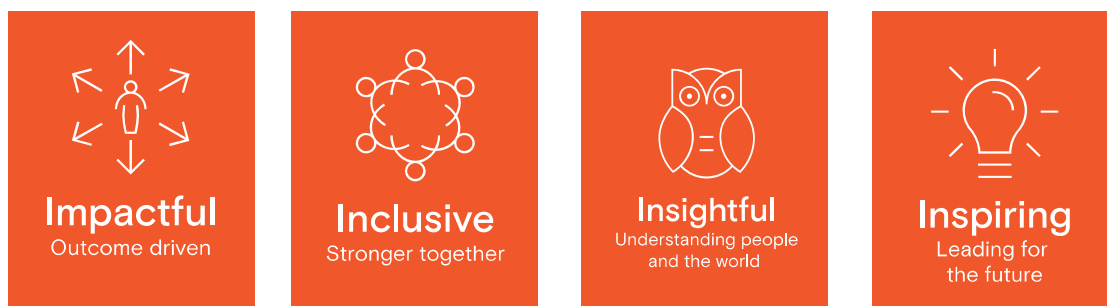 Impactful
Outcome driven
Inclusive
Stronger together
Insightful
Understanding people
and the world
Inspiring
Leading for
the future